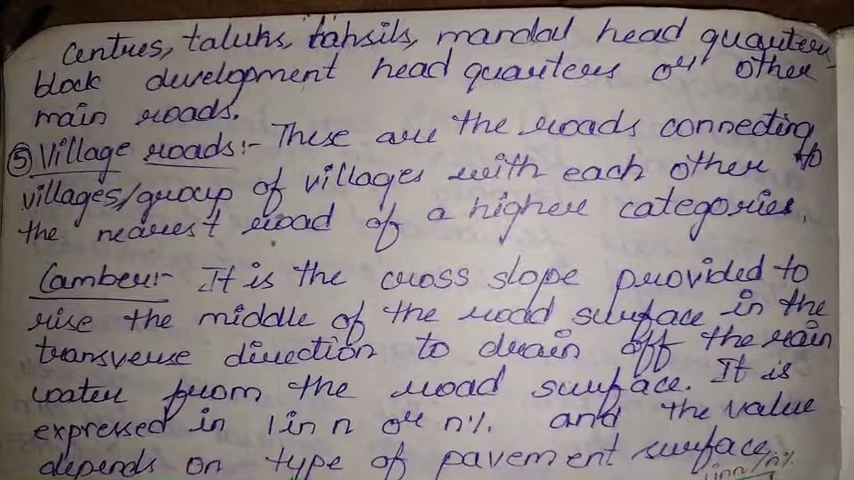 centres, taluks, tahsils, mandal head quarters,
block development head quarters or other
main roads.
⑤ Village roads:- These are the roads connecting
villages/group of villages with each other to
the nearest road of a higher categories.
Camber:- It is the cross slope provided to
rise the middle of the road surface in the
transverse direction to drain off the rain
water from the road surface. It is
expressed in 1 in n or n%. and the value
depends on type of pavement surface.
1 in n / n%